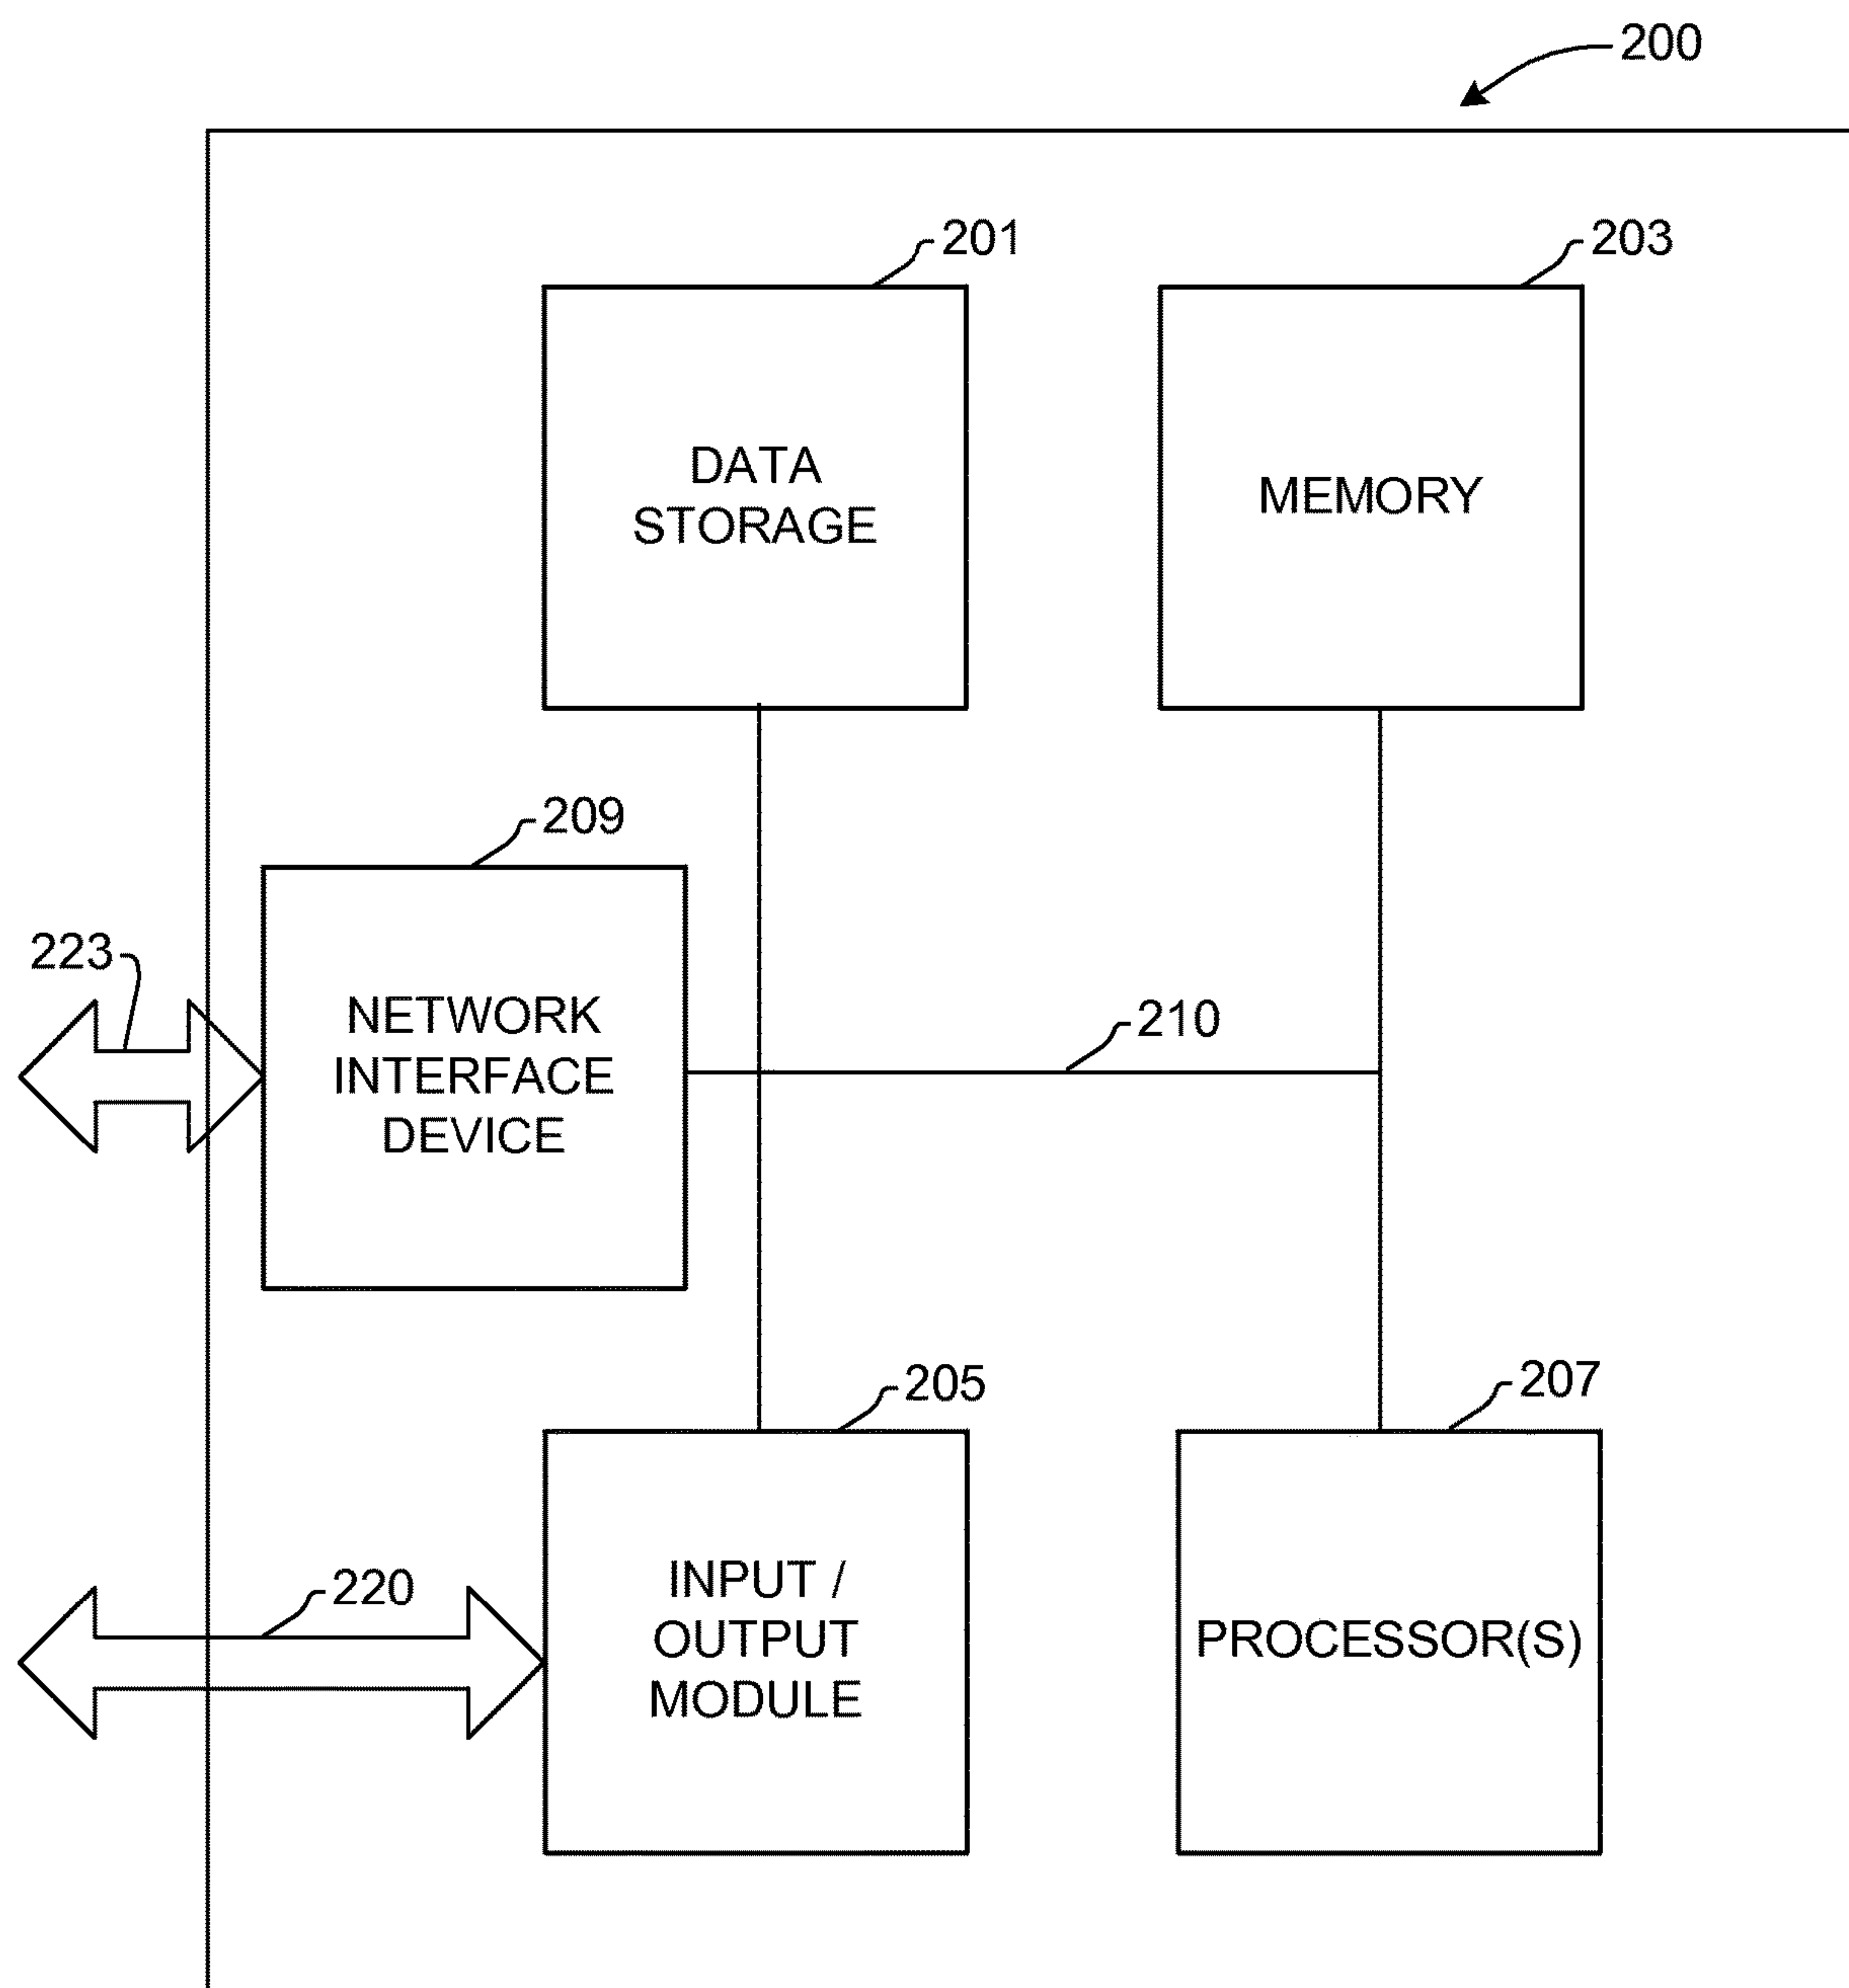 200
201
203
DATA
STORAGE
MEMORY
209
223
NETWORK
INTERFACE
DEVICE
210
205
207
220
INPUT /
OUTPUT
MODULE
PROCESSOR(S)